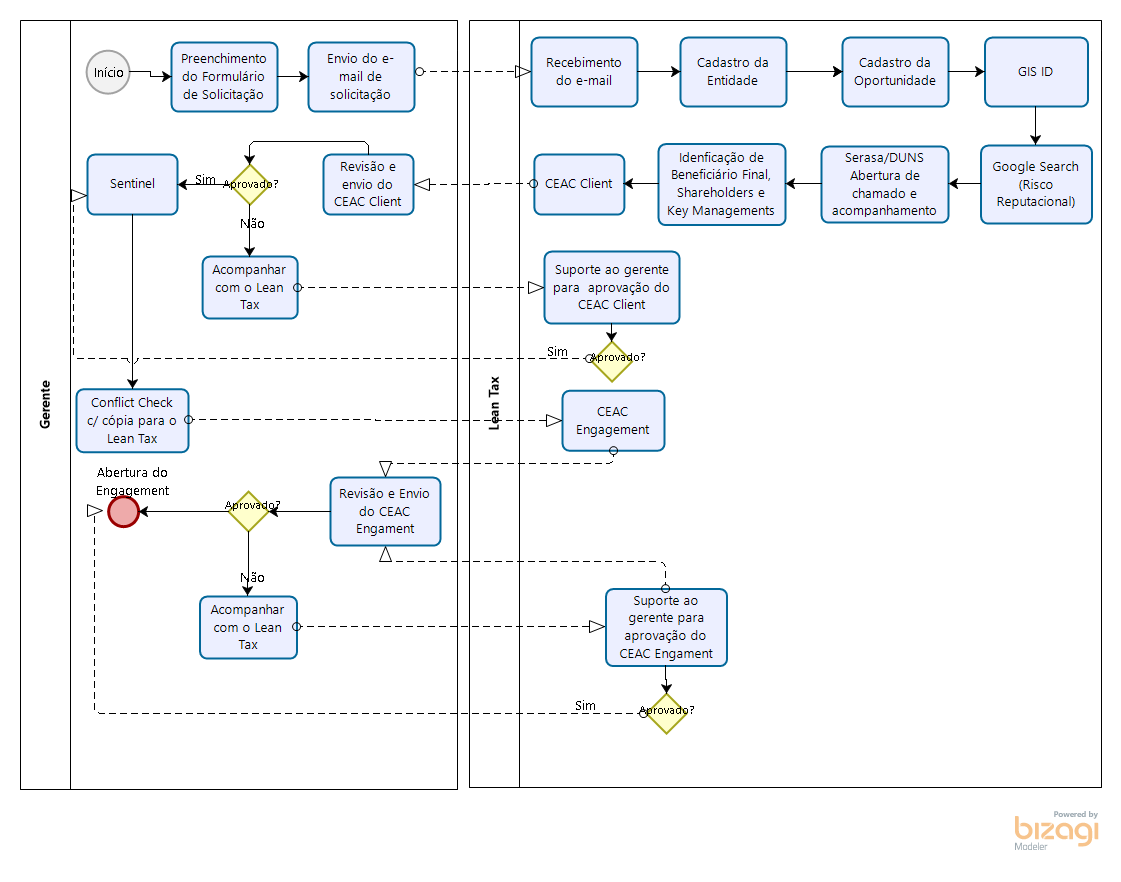 Gerente
Início
Preenchimento
do Formulário
de Solicitação
Envio do e-
mail de
solicitação
Sentinel
Sim
Aprovado?
Revisão e
envio do
CEAC Client
Não
Acompanhar
com o Lean
Tax
Conflict Check
c/ cópia para o
Lean Tax
Abertura do
Engagement
Aprovado?
Revisão e Envio
do CEAC
Engament
Não
Acompanhar
com o Lean
Tax
Lean Tax
Recebimento
do e-mail
Cadastro da
Entidade
Cadastro da
Oportunidade
GIS ID
CEAC Client
Idenficação de
Beneficiário Final,
Shareholders e
Key Managements
Serasa/DUNS
Abertura de
chamado e
acompanhamento
Google Search
(Risco
Reputacional)
Suporte ao gerente
para  aprovação do
CEAC Client
Sim
Aprovado?
CEAC
Engagement
Suporte ao
gerente para
aprovação do
CEAC Engament
Sim
Aprovado?
Powered by
bizagi
Modeler